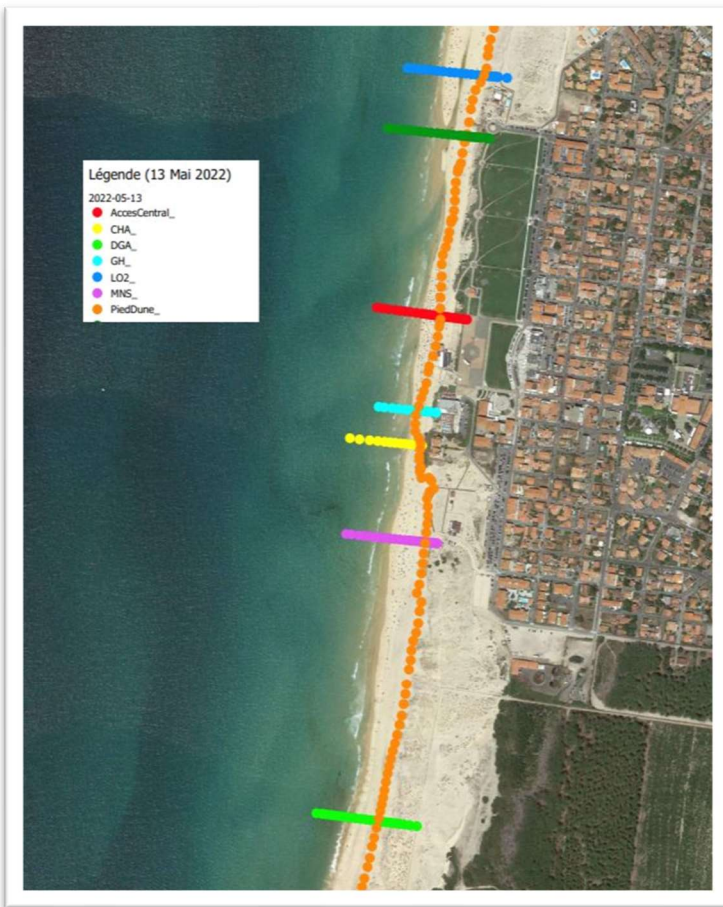 Légende (13 Mai 2022)
2022-05-13
AccesCentral_
CHA_
DGA_
GH_
LO2_
MNS_
PiedDune_